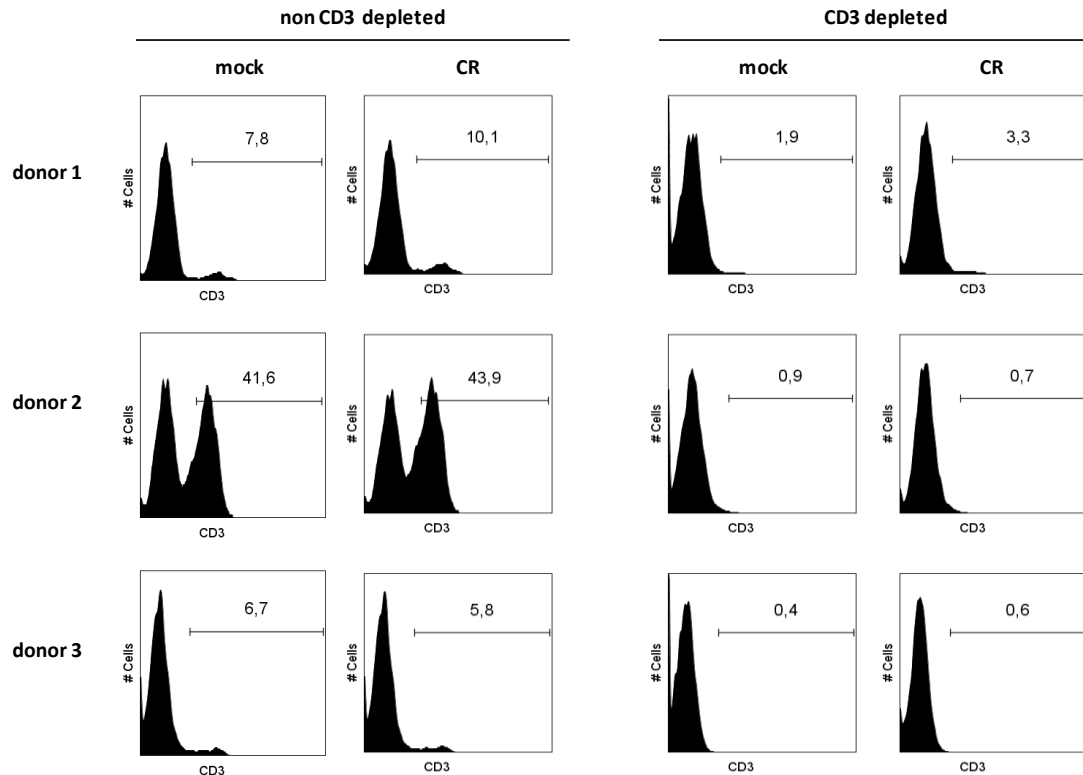 non CD3 depleted CD3 depleted
mock CR mock CR
donor 1
7,8 10,1 1,9 3,3
# Cells # Cells # Cells # Cells
CD3 CD3 CD3 CD3
donor 2
41,6 43,9 0,9 0,7
# Cells # Cells # Cells # Cells
CD3 CD3 CD3 CD3
donor 3
6,7 5,8 0,4 0,6
# Cells # Cells # Cells # Cells
CD3 CD3 CD3 CD3